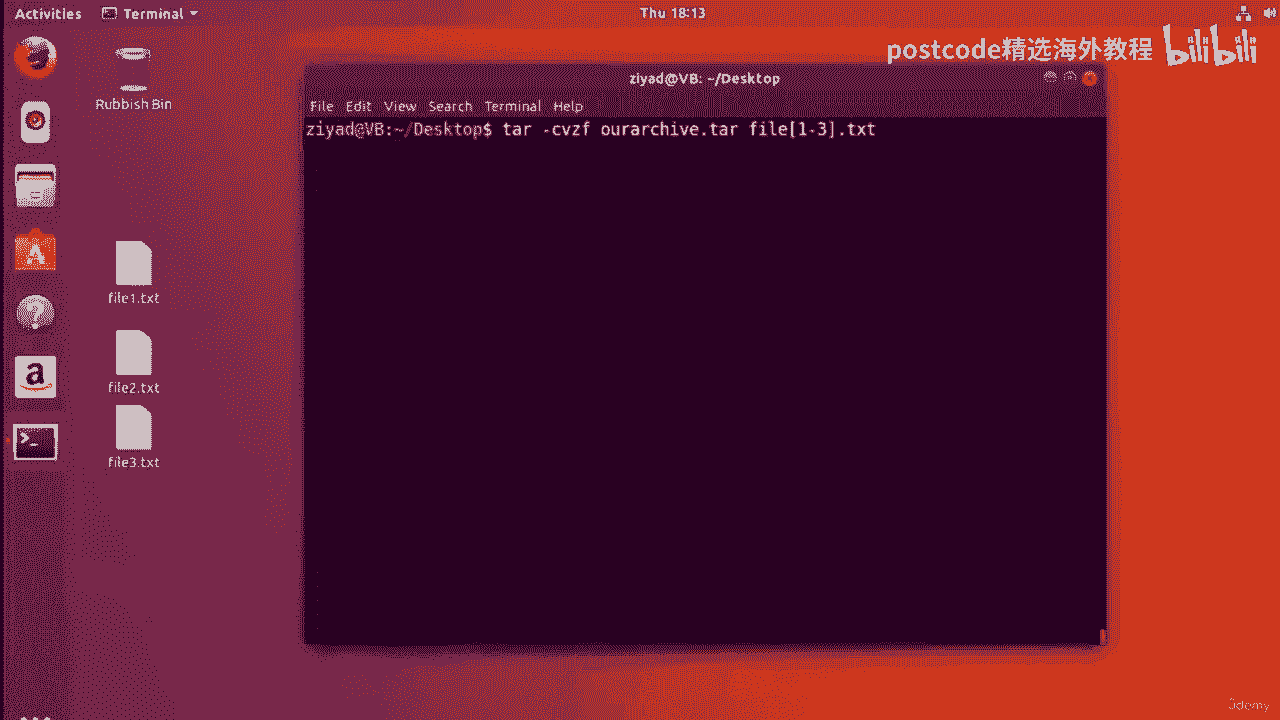 Activities Terminal Thu 18:13
postcode精选海外教程 bilibili
Rubbish Bin
ziyad@VB: ~/Desktop
File Edit View Search Terminal Help
ziyad@VB:~/Desktop$ tar -cvzf ourarchive.tar file[1-3].txt
file1.txt
file2.txt
file3.txt
Udemy